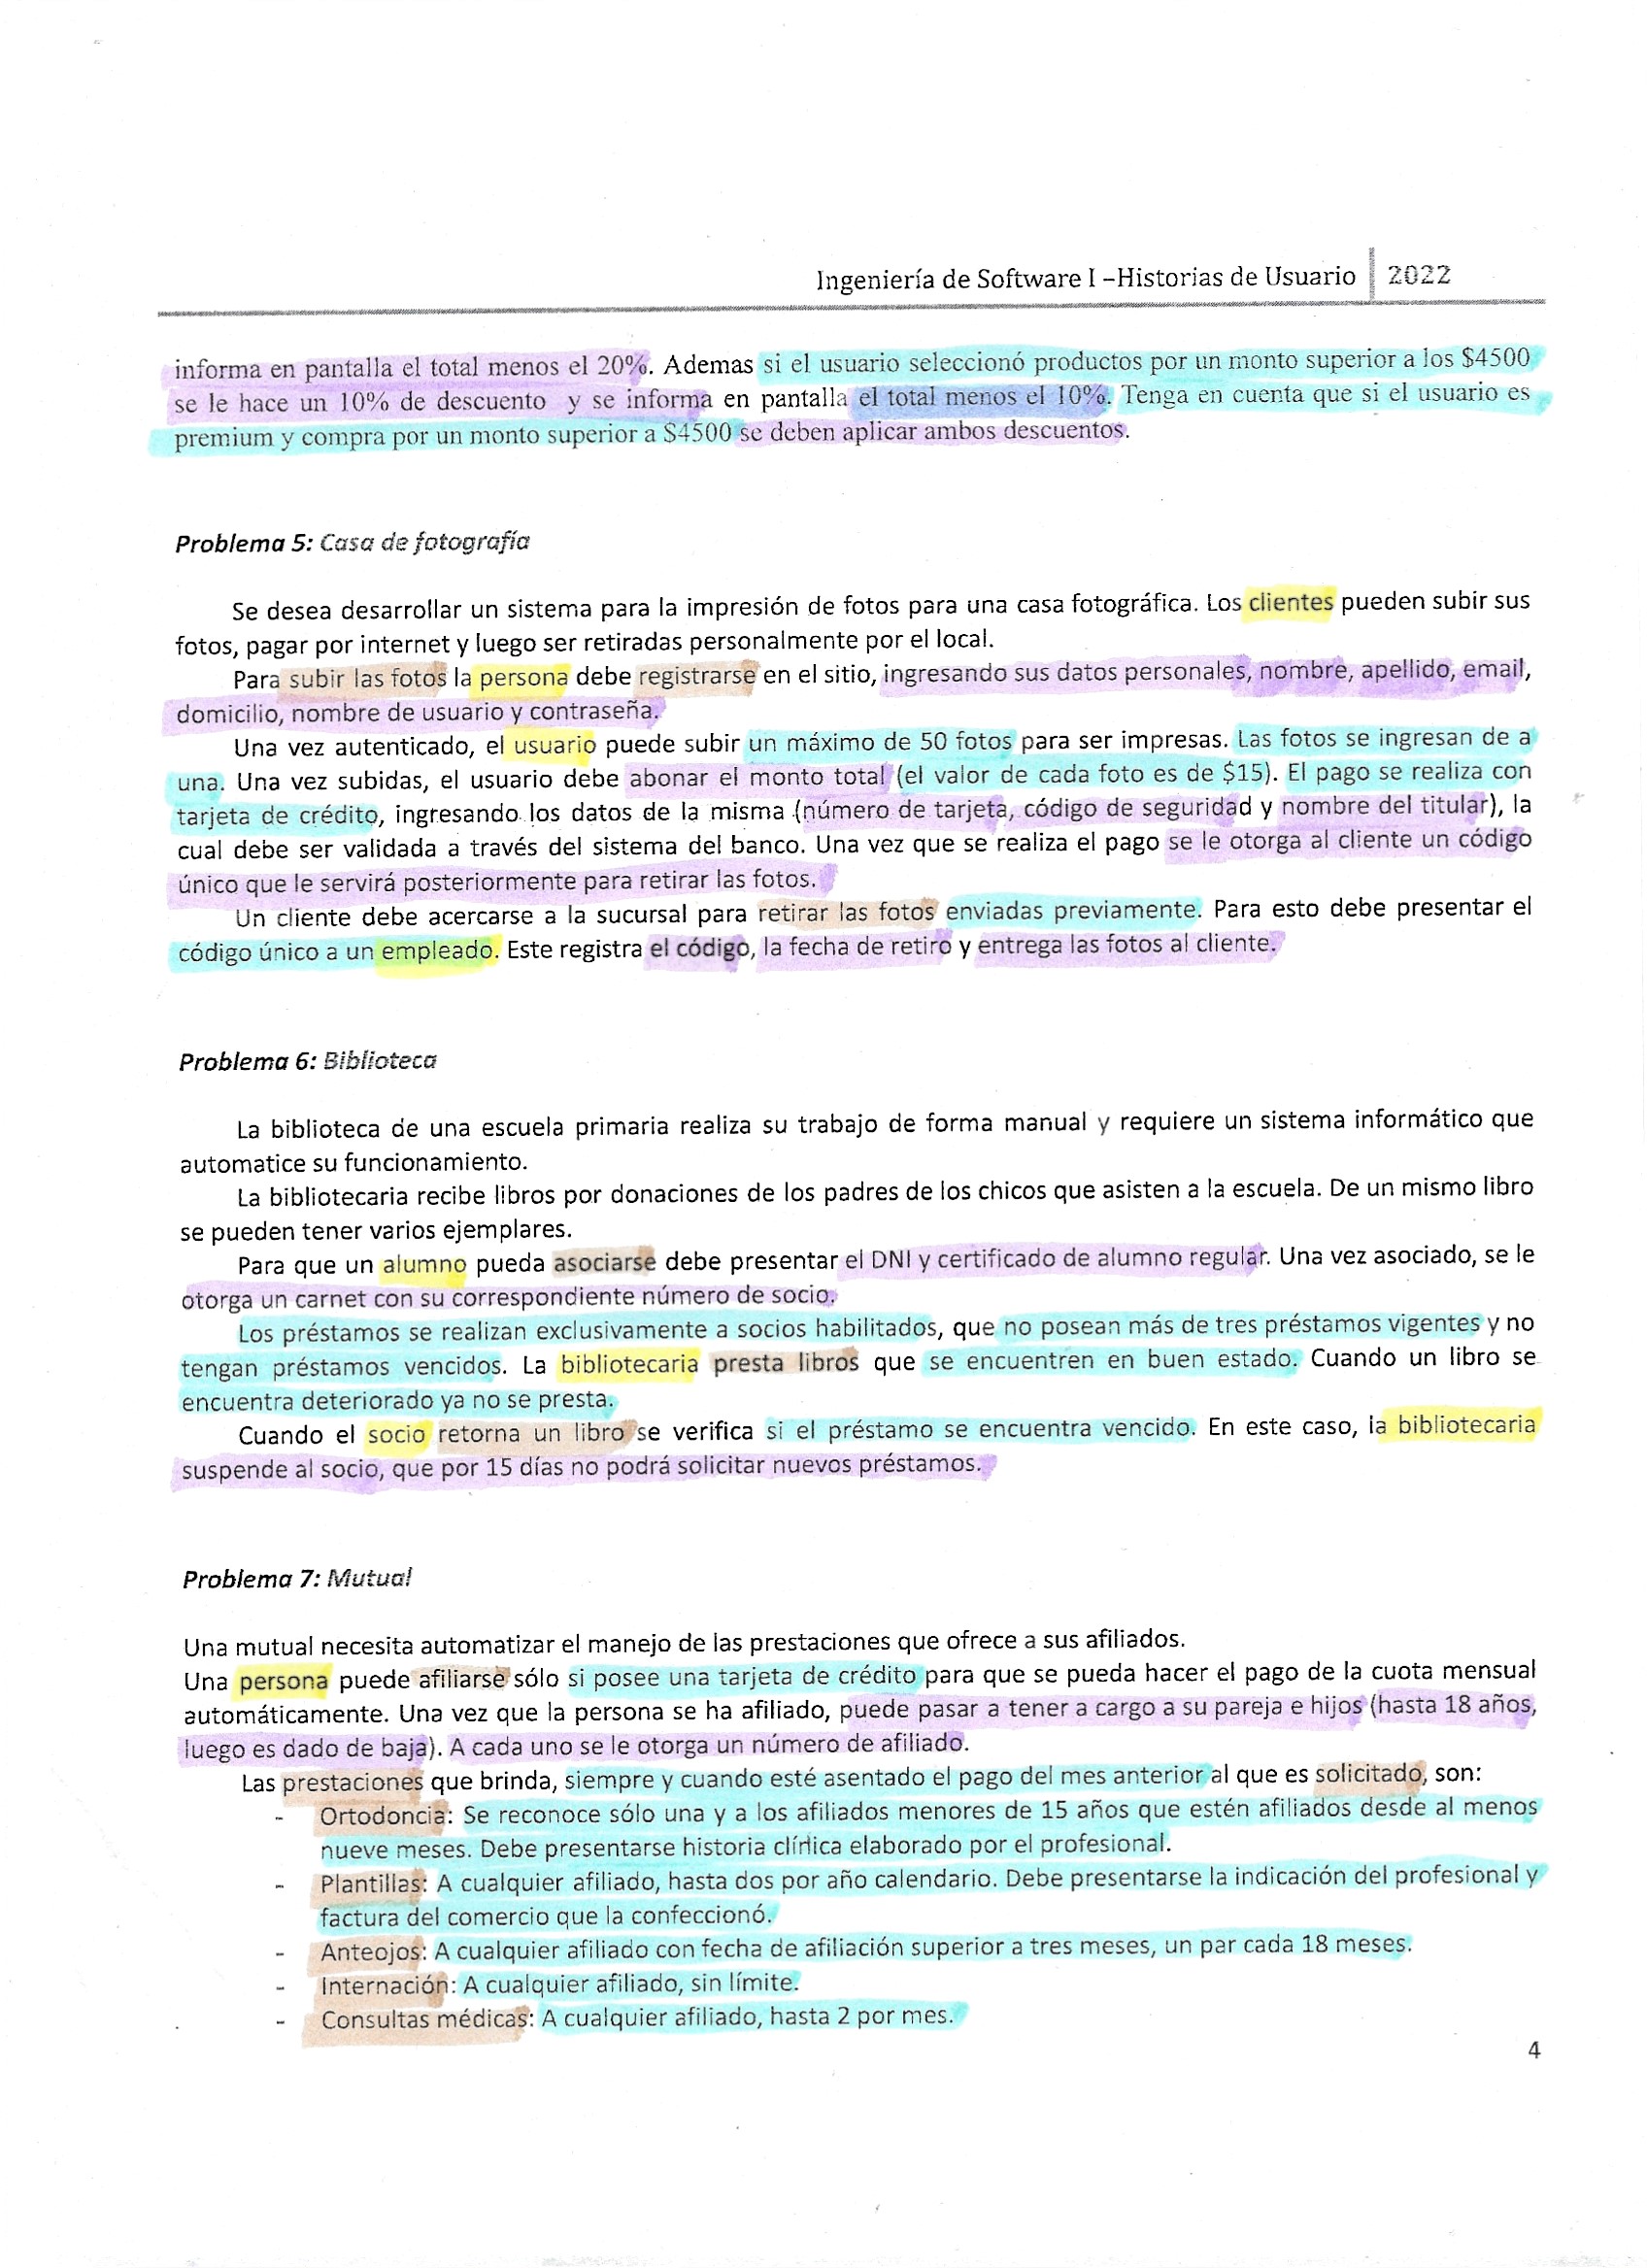 Ingeniería de Software I –Historias de Usuario 2022
informa en pantalla el total menos el 20%. Ademas si el usuario seleccionó productos por un monto superior a los $4500
se le hace un 10% de descuento y se informa en pantalla el total menos el 10%. Tenga en cuenta que si el usuario es
premium y compra por un monto superior a $4500 se deben aplicar ambos descuentos.
Problema 5: Casa de fotografía
Se desea desarrollar un sistema para la impresión de fotos para una casa fotográfica. Los clientes pueden subir sus
fotos, pagar por internet y luego ser retiradas personalmente por el local.
Para subir las fotos la persona debe registrarse en el sitio, ingresando sus datos personales, nombre, apellido, email,
domicilio, nombre de usuario y contraseña.
Una vez autenticado, el usuario puede subir un máximo de 50 fotos para ser impresas. Las fotos se ingresan de a
una. Una vez subidas, el usuario debe abonar el monto total (el valor de cada foto es de $15). El pago se realiza con
tarjeta de crédito, ingresando los datos de la misma (número de tarjeta, código de seguridad y nombre del titular), la
cual debe ser validada a través del sistema del banco. Una vez que se realiza el pago se le otorga al cliente un código
único que le servirá posteriormente para retirar las fotos.
Un cliente debe acercarse a la sucursal para retirar las fotos enviadas previamente. Para esto debe presentar el
código único a un empleado. Este registra el código, la fecha de retiro y entrega las fotos al cliente.
Problema 6: Biblioteca
La biblioteca de una escuela primaria realiza su trabajo de forma manual y requiere un sistema informático que
automatice su funcionamiento.
La bibliotecaria recibe libros por donaciones de los padres de los chicos que asisten a la escuela. De un mismo libro
se pueden tener varios ejemplares.
Para que un alumno pueda asociarse debe presentar el DNI y certificado de alumno regular. Una vez asociado, se le
otorga un carnet con su correspondiente número de socio.
Los préstamos se realizan exclusivamente a socios habilitados, que no posean más de tres préstamos vigentes y no
tengan préstamos vencidos. La bibliotecaria presta libros que se encuentren en buen estado. Cuando un libro se
encuentra deteriorado ya no se presta.
Cuando el socio retorna un libro se verifica si el préstamo se encuentra vencido. En este caso, la bibliotecaria
suspende al socio, que por 15 días no podrá solicitar nuevos préstamos.
Problema 7: Mutual
Una mutual necesita automatizar el manejo de las prestaciones que ofrece a sus afiliados.
Una persona puede afiliarse sólo si posee una tarjeta de crédito para que se pueda hacer el pago de la cuota mensual
automáticamente. Una vez que la persona se ha afiliado, puede pasar a tener a cargo a su pareja e hijos (hasta 18 años,
luego es dado de baja). A cada uno se le otorga un número de afiliado.
Las prestaciones que brinda, siempre y cuando esté asentado el pago del mes anterior al que es solicitado, son:
- Ortodoncia: Se reconoce sólo una y a los afiliados menores de 15 años que estén afiliados desde al menos
nueve meses. Debe presentarse historia clínica elaborado por el profesional.
- Plantillas: A cualquier afiliado, hasta dos por año calendario. Debe presentarse la indicación del profesional y
factura del comercio que la confeccionó.
- Anteojos: A cualquier afiliado con fecha de afiliación superior a tres meses, un par cada 18 meses.
- Internación: A cualquier afiliado, sin límite.
- Consultas médicas: A cualquier afiliado, hasta 2 por mes.
4